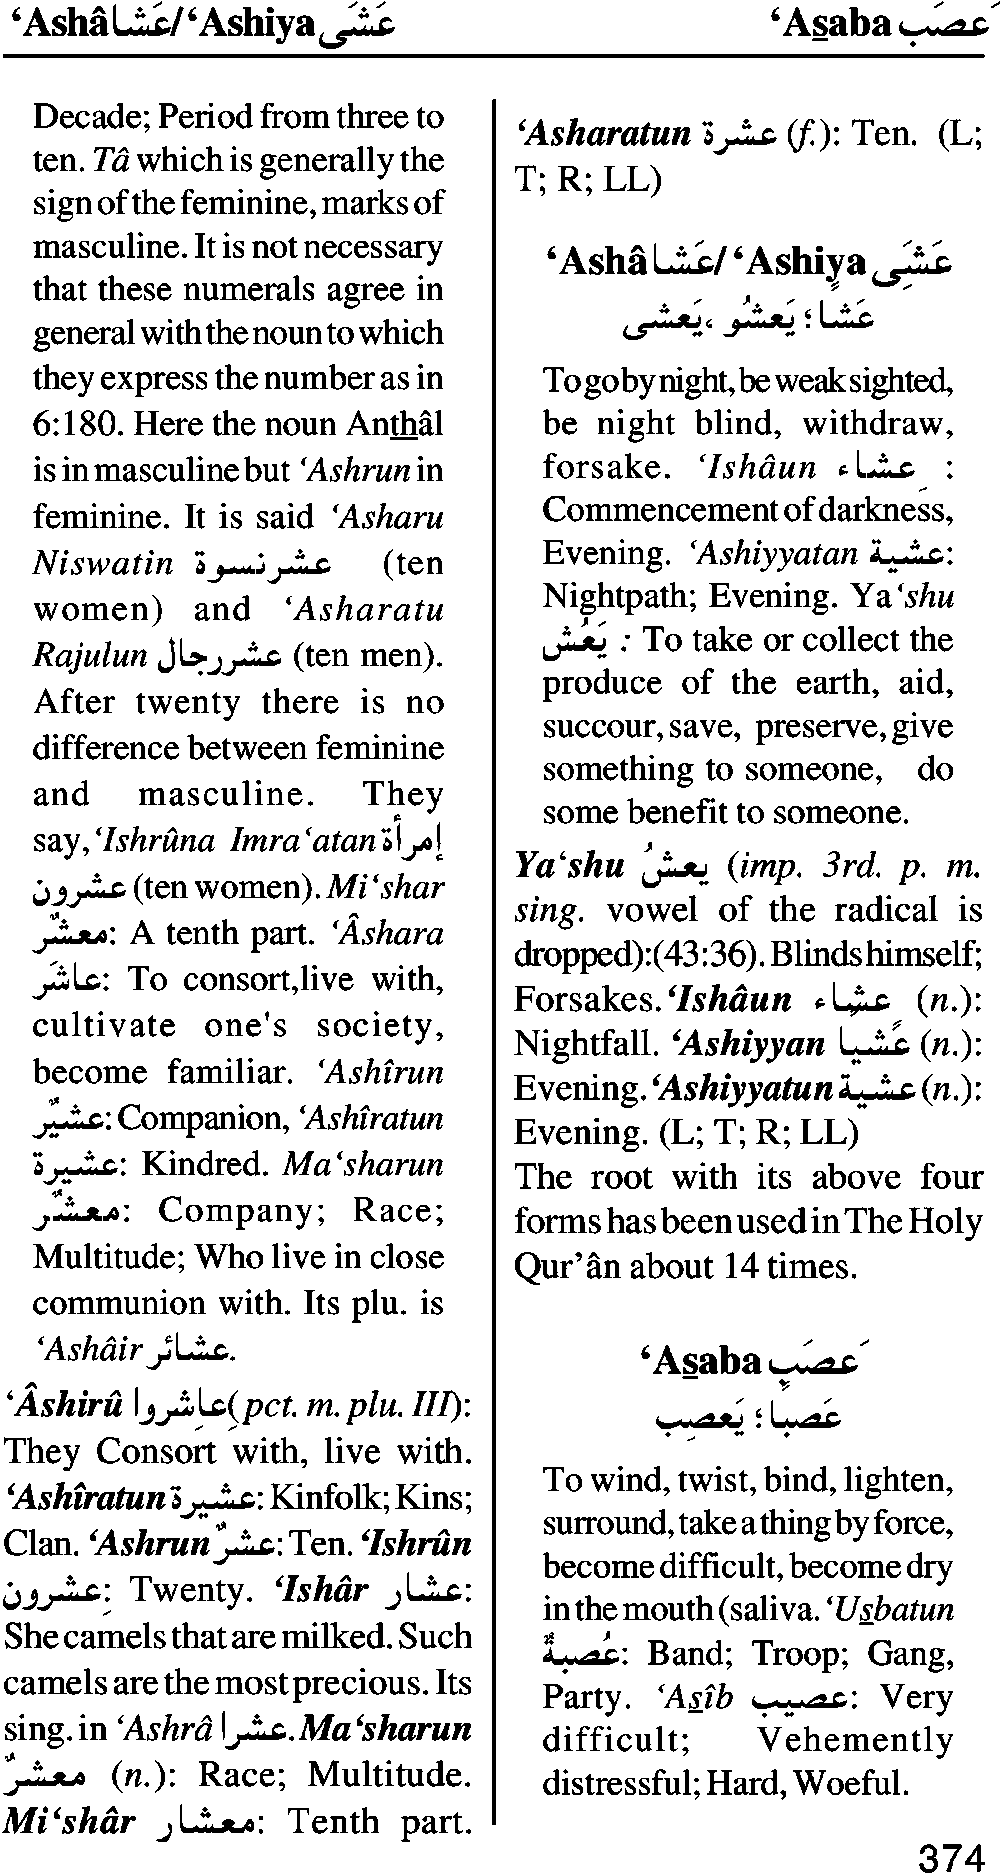 ‘Ashâ عَشا/ ‘Ashiya عَشَى
‘Asaba عَصَب
Decade; Period from three to
ten. Tâ which is generally the
sign of the feminine, marks of
masculine. It is not necessary
that these numerals agree in
general with the noun to which
they express the number as in
6:180. Here the noun Anthâl
is in masculine but ‘Ashrun in
feminine. It is said ‘Asharu
Niswatin عشرنسوة (ten
women) and ‘Asharatu
Rajulun عشررجال (ten men).
After twenty there is no
difference between feminine
and masculine. They
say, ‘Ishrûna Imra‘atan إمرأة
عشرون (ten women). Mi‘shar
معشرٌ: A tenth part. ‘Âshara
عاشَر: To consort,live with,
cultivate one's society,
become familiar. ‘Ashîrun
عشيرٌ: Companion, ‘Ashîratun
عشيرة: Kindred. Ma‘sharun
معشرٌ: Company; Race;
Multitude; Who live in close
communion with. Its plu. is
‘Ashâir عشائر.
‘Âshirû عاشِروا (pct. m. plu. III):
They Consort with, live with.
‘Ashîratun عشيرة: Kinfolk; Kins;
Clan. ‘Ashrun عشرٌ: Ten. ‘Ishrûn
عِشرون: Twenty. ‘Ishâr عشار:
She camels that are milked. Such
camels are the most precious. Its
sing. in ‘Ashrâ عشرا. Ma‘sharun
معشرٌ (n.): Race; Multitude.
Mi‘shâr معشار: Tenth part.
‘Asharatun عشرة (f.): Ten. (L;
T; R; LL)
‘Ashâ عَشا/ ‘Ashiya عَشِىَ
عَشًا؛ يَعشُو ،يَعشى
To go by night, be weak sighted,
be night blind, withdraw,
forsake. ‘Ishâun عِشاء :
Commencement of darkness,
Evening. ‘Ashiyyatan عشية:
Nightpath; Evening. Ya‘shu
يَعُش : To take or collect the
produce of the earth, aid,
succour, save, preserve, give
something to someone, do
some benefit to someone.
Ya‘shu يعشُ (imp. 3rd. p. m.
sing. vowel of the radical is
dropped):(43:36). Blinds himself;
Forsakes. ‘Ishâun عِشاء (n.):
Nightfall. ‘Ashiyyan عَشيا (n.):
Evening. ‘Ashiyyatun عشية (n.):
Evening. (L; T; R; LL)
The root with its above four
forms has been used in The Holy
Qur’ân about 14 times.
‘Asaba عَصَب
عَصبًا؛ يَعصِب
To wind, twist, bind, lighten,
surround, take a thing by force,
become difficult, become dry
in the mouth (saliva. ‘Usbatun
عُصبةٌ: Band; Troop; Gang,
Party. ‘Asîb عصيب: Very
difficult; Vehemently
distressful; Hard, Woeful.
374